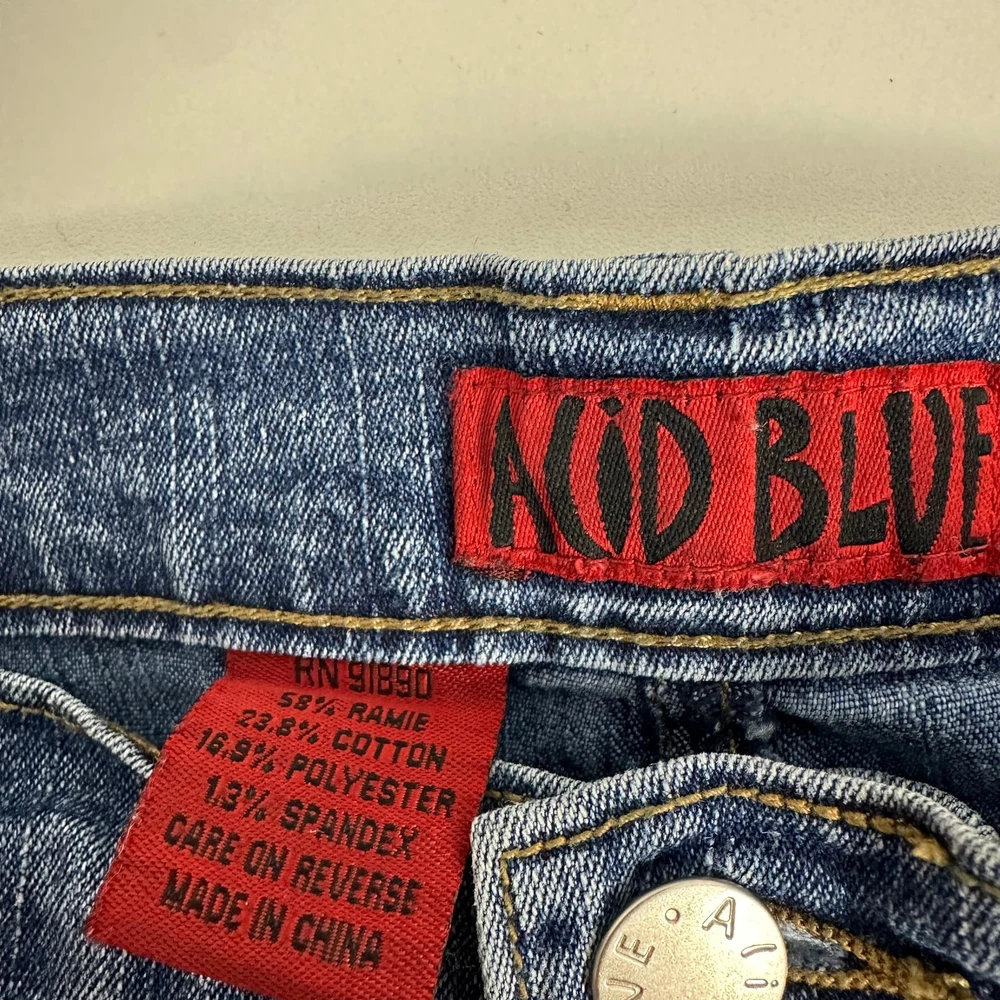 ACiD BLUE
RN 91890
58% RAMIE
23.8% COTTON
16.9% POLYESTER
1.3% SPANDEX
CARE ON REVERSE
MADE IN CHINA